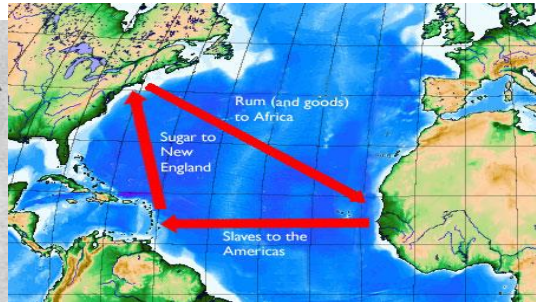 Rum (and goods)
to Africa
Sugar to
New
England
Slaves to the
Americas